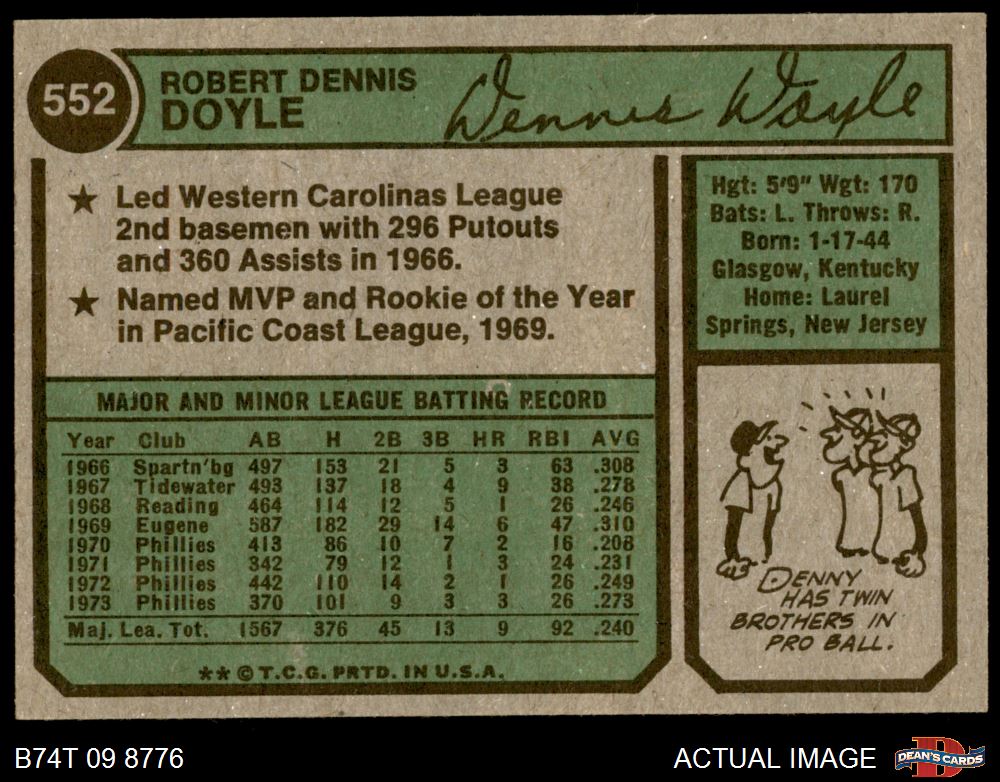 552
ROBERT DENNIS
DOYLE
Dennis Doyle
★ Led Western Carolinas League
2nd basemen with 296 Putouts
and 360 Assists in 1966.
★ Named MVP and Rookie of the Year
in Pacific Coast League, 1969.
Hgt: 5'9" Wgt: 170
Bats: L. Throws: R.
Born: 1-17-44
Glasgow, Kentucky
Home: Laurel
Springs, New Jersey
MAJOR AND MINOR LEAGUE BATTING RECORD
Year Club AB H 2B 3B HR RBI AVG
1966 Spartn'bg 497 153 21 5 3 63 .308
1967 Tidewater 493 137 18 4 9 38 .278
1968 Reading 464 114 12 5 1 26 .246
1969 Eugene 587 182 29 14 6 47 .310
1970 Phillies 413 86 10 7 2 16 .208
1971 Phillies 342 79 12 1 3 24 .231
1972 Phillies 442 110 14 2 1 26 .249
1973 Phillies 370 101 9 3 3 26 .273
Maj. Lea. Tot. 1567 376 45 13 9 92 .240
**© T.C.G. PRTD. IN U.S.A.
DENNY
HAS TWIN
BROTHERS IN
PRO BALL.
B74T 09 8776
ACTUAL IMAGE
D
DEAN'S CARDS